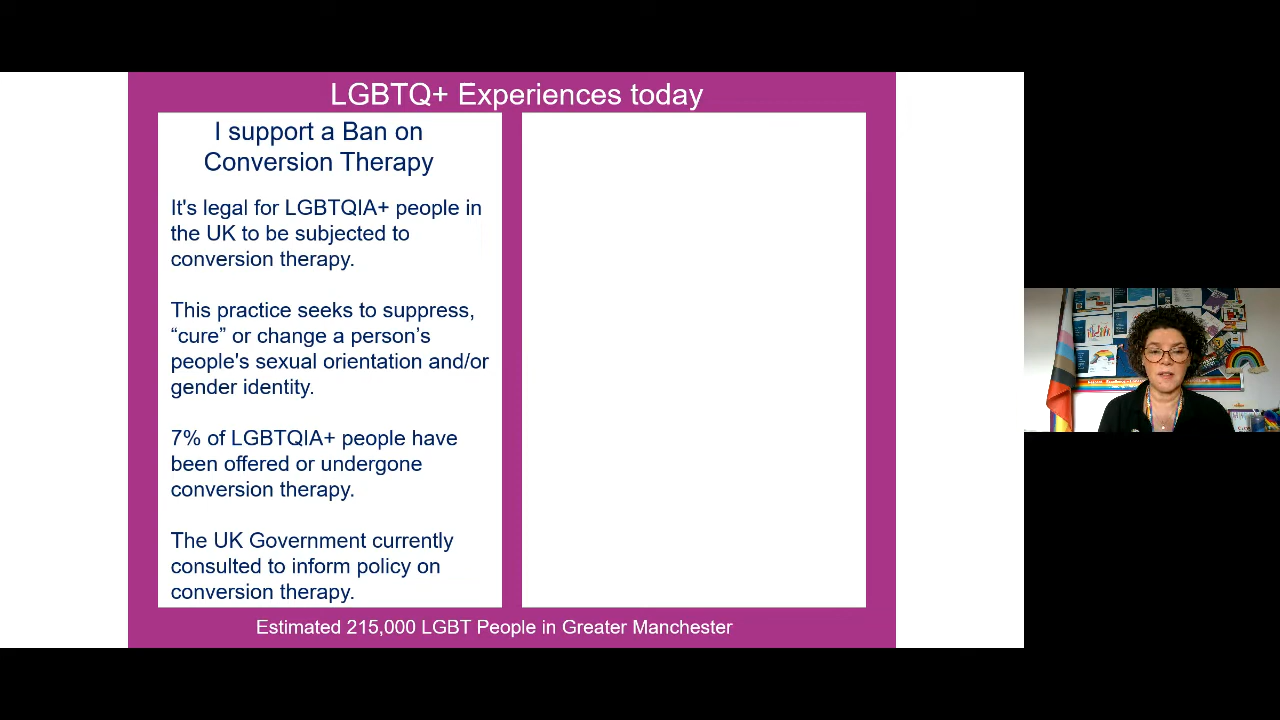 LGBTQ+ Experiences today
I support a Ban on
Conversion Therapy
It's legal for LGBTQIA+ people in
the UK to be subjected to
conversion therapy.
This practice seeks to suppress,
“cure” or change a person’s
people's sexual orientation and/or
gender identity.
7% of LGBTQIA+ people have
been offered or undergone
conversion therapy.
The UK Government currently
consulted to inform policy on
conversion therapy.
Estimated 215,000 LGBT People in Greater Manchester